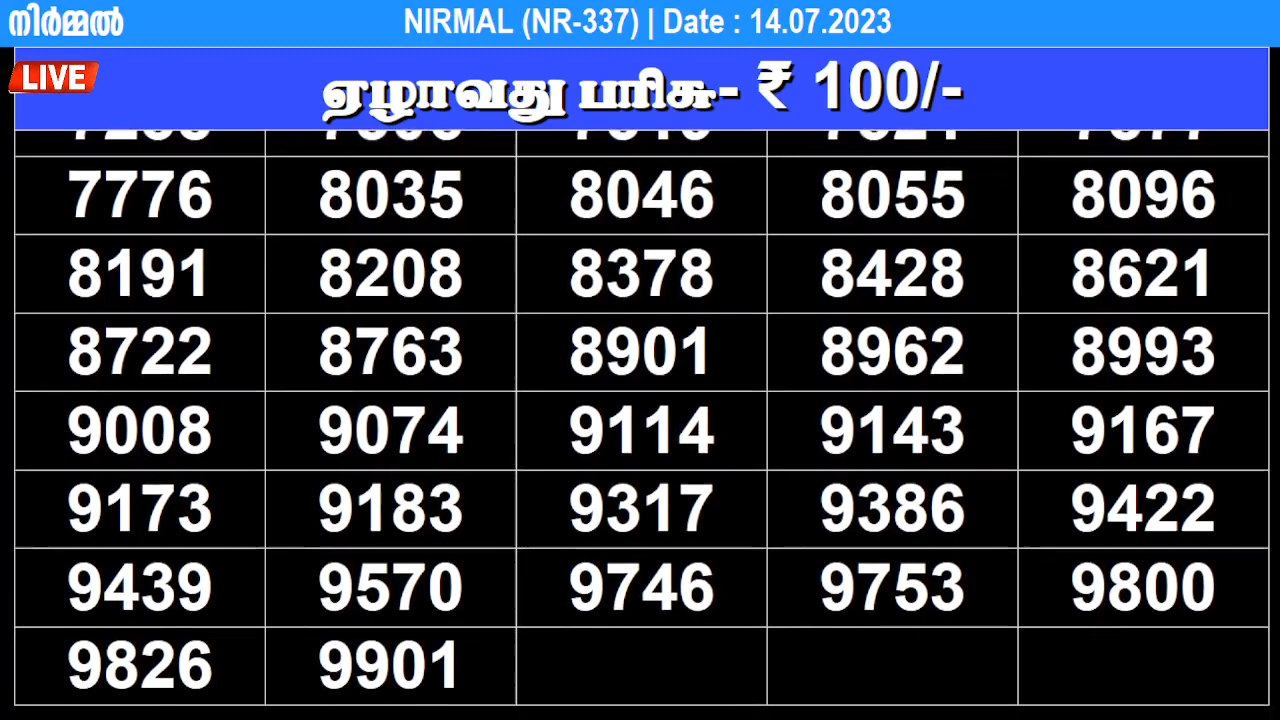 നിർമ്മൽ NIRMAL (NR-337) | Date : 14.07.2023
LIVE
ஏழாவது பரிசு- ₹ 100/-
7776 8035 8046 8055 8096
8191 8208 8378 8428 8621
8722 8763 8901 8962 8993
9008 9074 9114 9143 9167
9173 9183 9317 9386 9422
9439 9570 9746 9753 9800
9826 9901